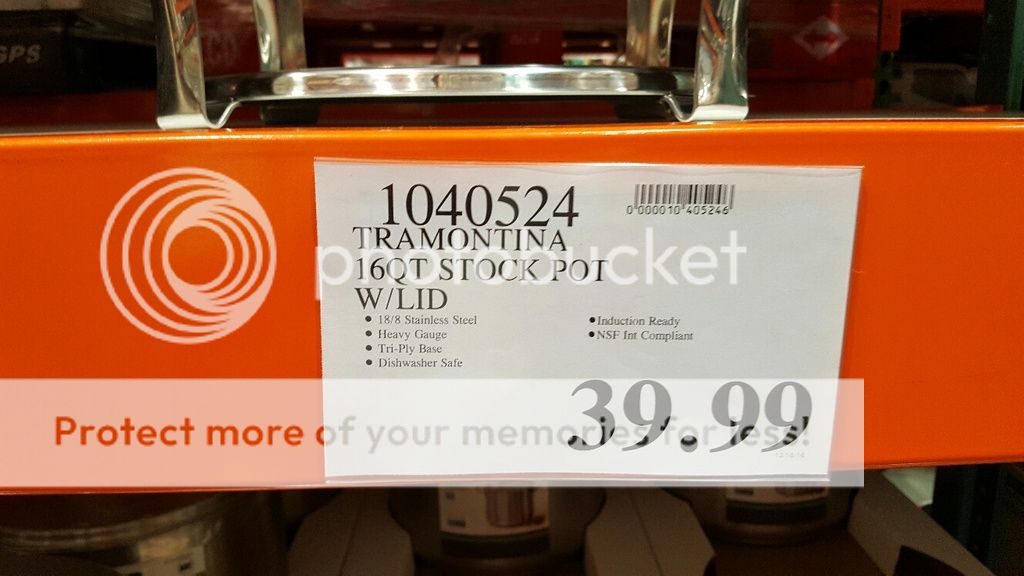 GPS
1040524
0 000010 405246
TRAMONTINA
16QT STOCK POT
W/LID
• 18/8 Stainless Steel
• Heavy Gauge
• Tri-Ply Base
• Dishwasher Safe
• Induction Ready
• NSF Int Compliant
39.99
photobucket
Protect more of your memories for less!